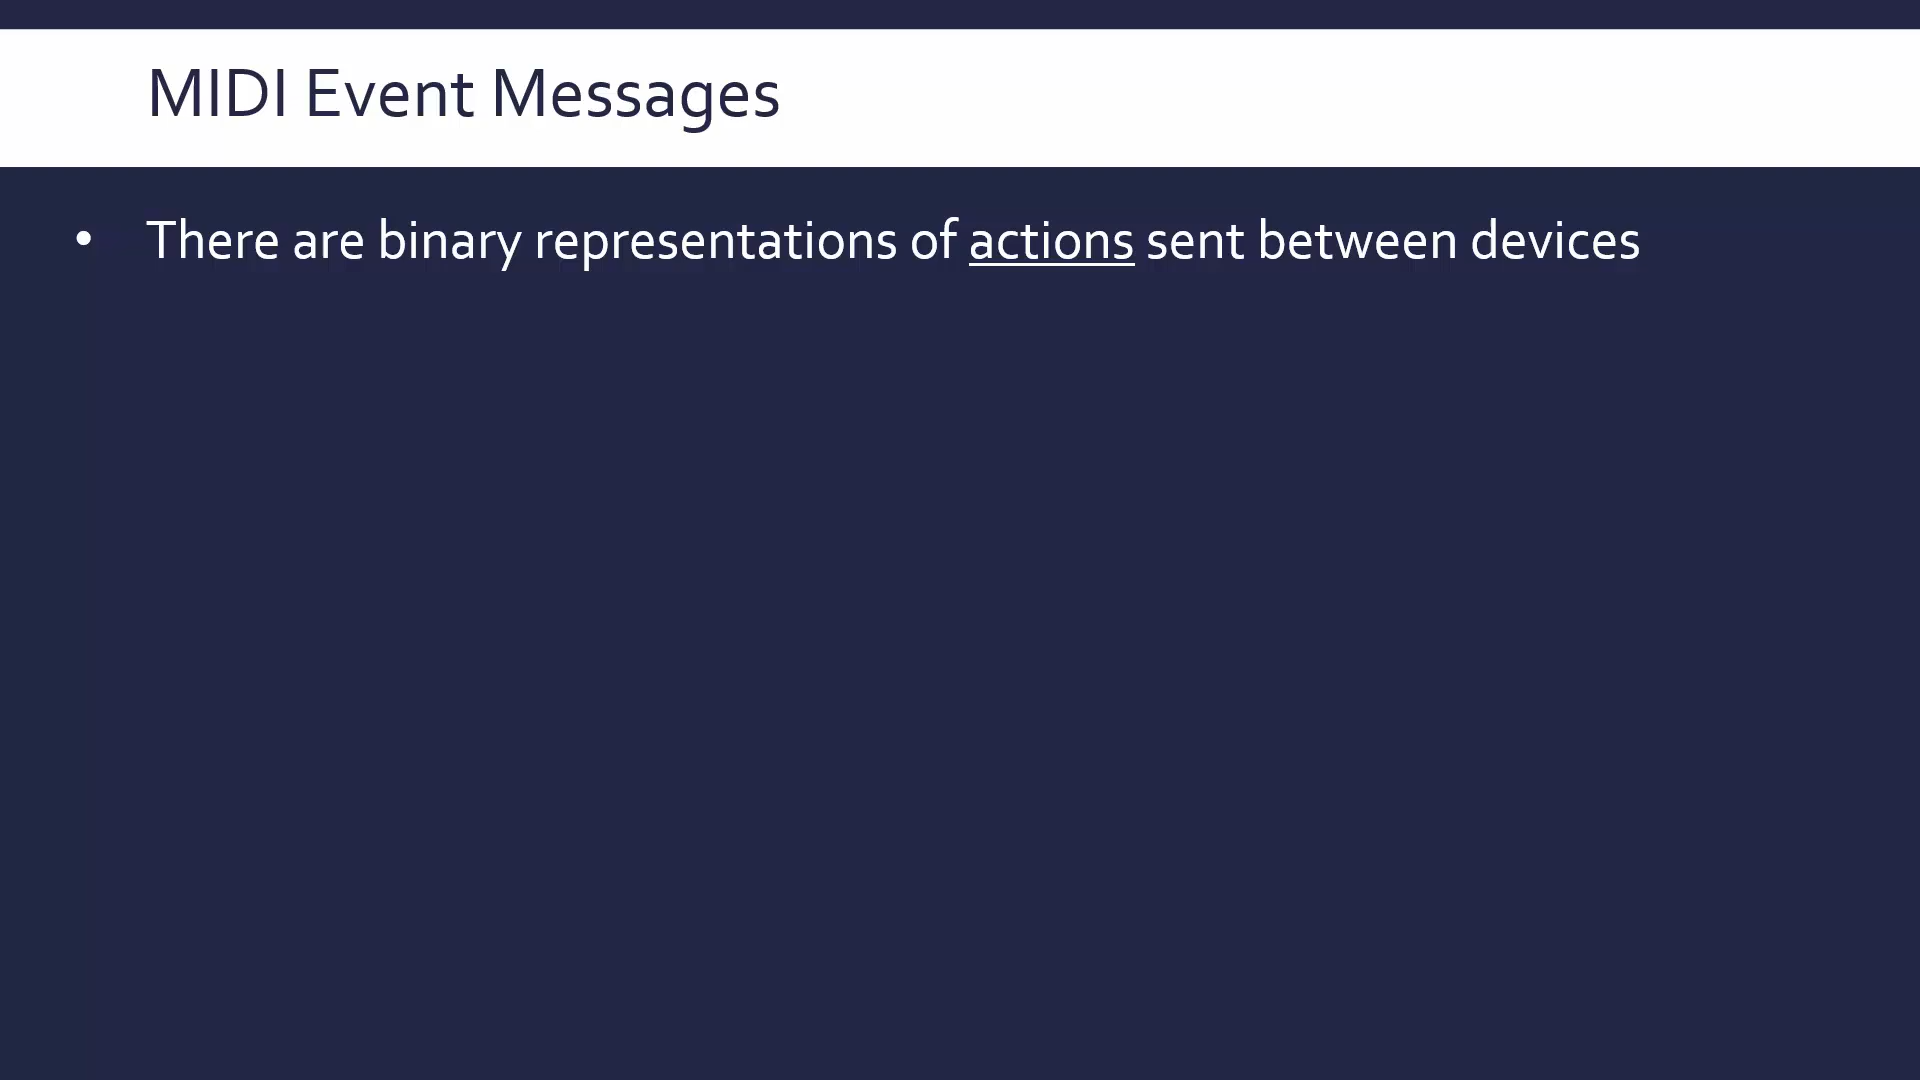 MIDI Event Messages
• There are binary representations of actions sent between devices